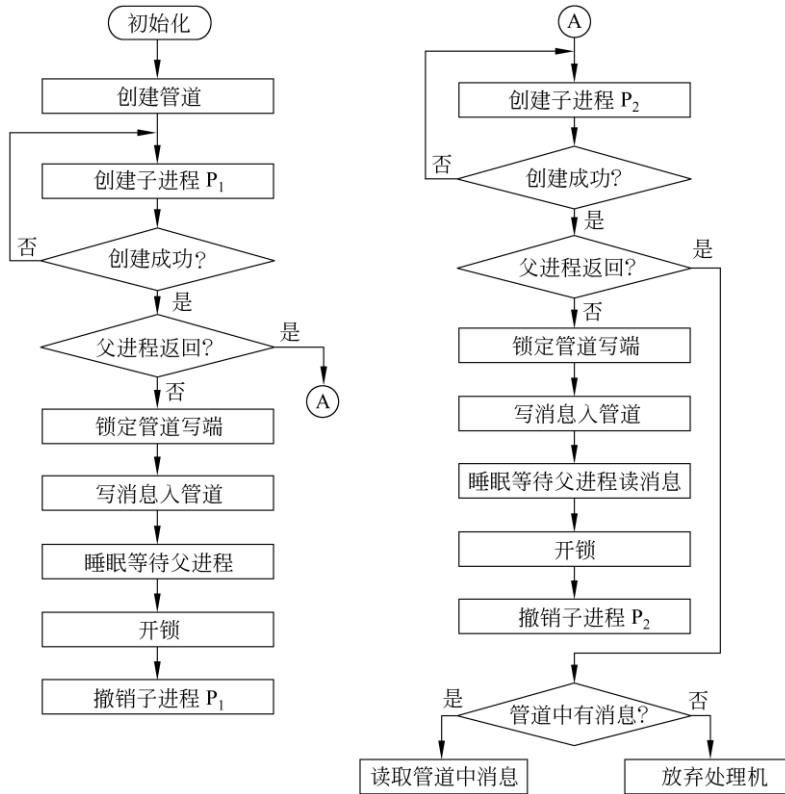 初始化
创建管道
创建子进程 P₁
否
创建成功?
是
父进程返回?
是
A
否
锁定管道写端
写消息入管道
睡眠等待父进程
开锁
撤销子进程 P₁
A
创建子进程 P₂
否
创建成功?
是
父进程返回?
是
否
锁定管道写端
写消息入管道
睡眠等待父进程读消息
开锁
撤销子进程 P₂
是
管道中有消息?
否
读取管道中消息
放弃处理机